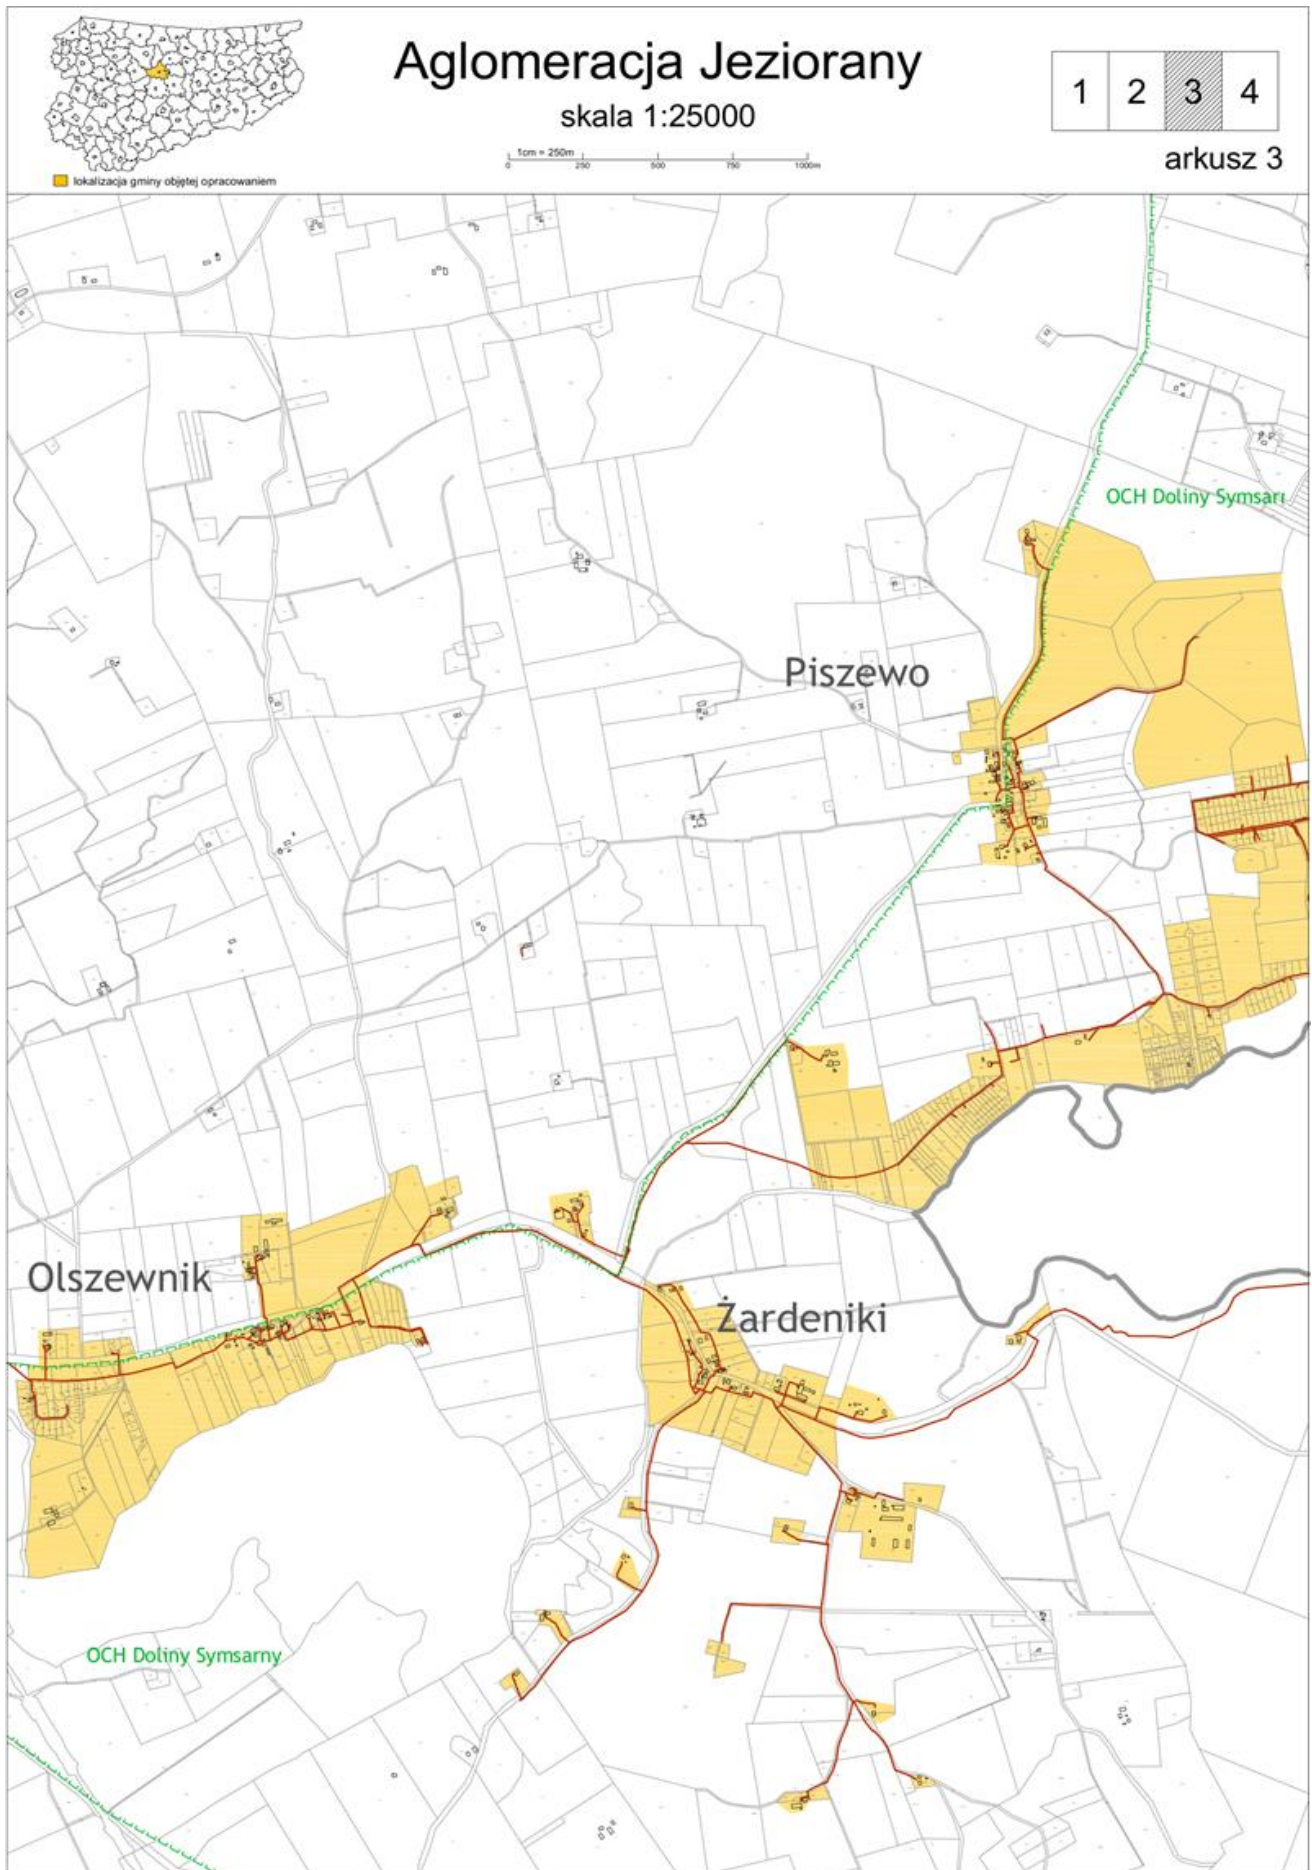 Aglomeracja Jeziorany
skala 1:25000
1cm = 250m
0 250 500 750 1000m
1 2 3 4
arkusz 3
lokalizacja gminy objętej opracowaniem
OCH Doliny Symsarn
Piszewo
Olszewnik
Żardeniki
OCH Doliny Symsarny